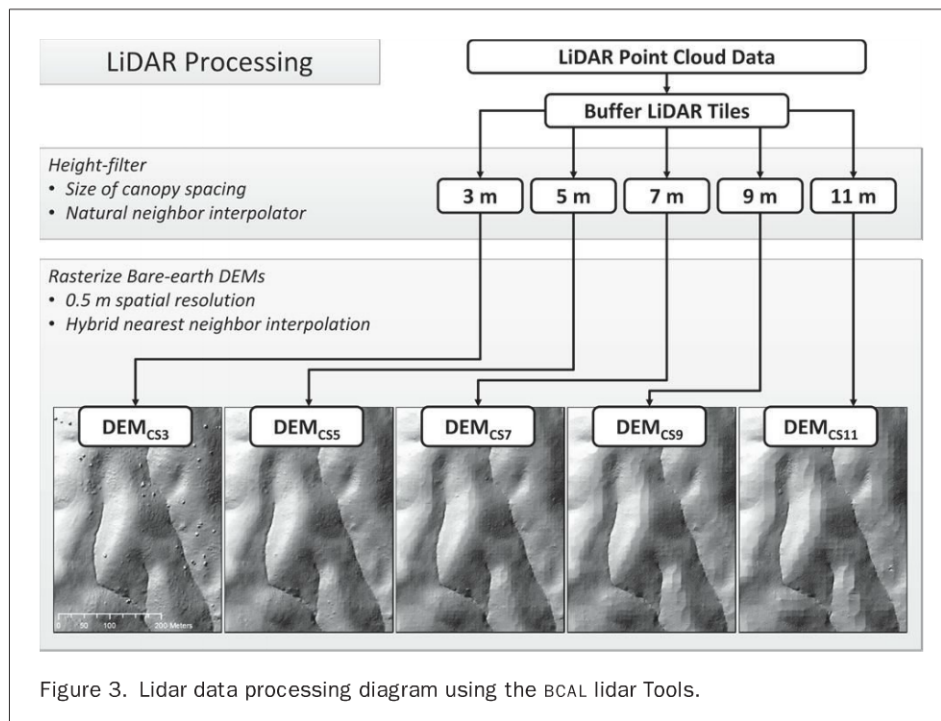 LiDAR Processing
LiDAR Point Cloud Data
Buffer LiDAR Tiles
Height-filter
• Size of canopy spacing
• Natural neighbor interpolator
3 m 5 m 7 m 9 m 11 m
Rasterize Bare-earth DEMs
• 0.5 m spatial resolution
• Hybrid nearest neighbor interpolation
DEMCS3 DEMCS5 DEMCS7 DEMCS9 DEMCS11
0 50 100 200 Meters
Figure 3. Lidar data processing diagram using the BCAL lidar Tools.